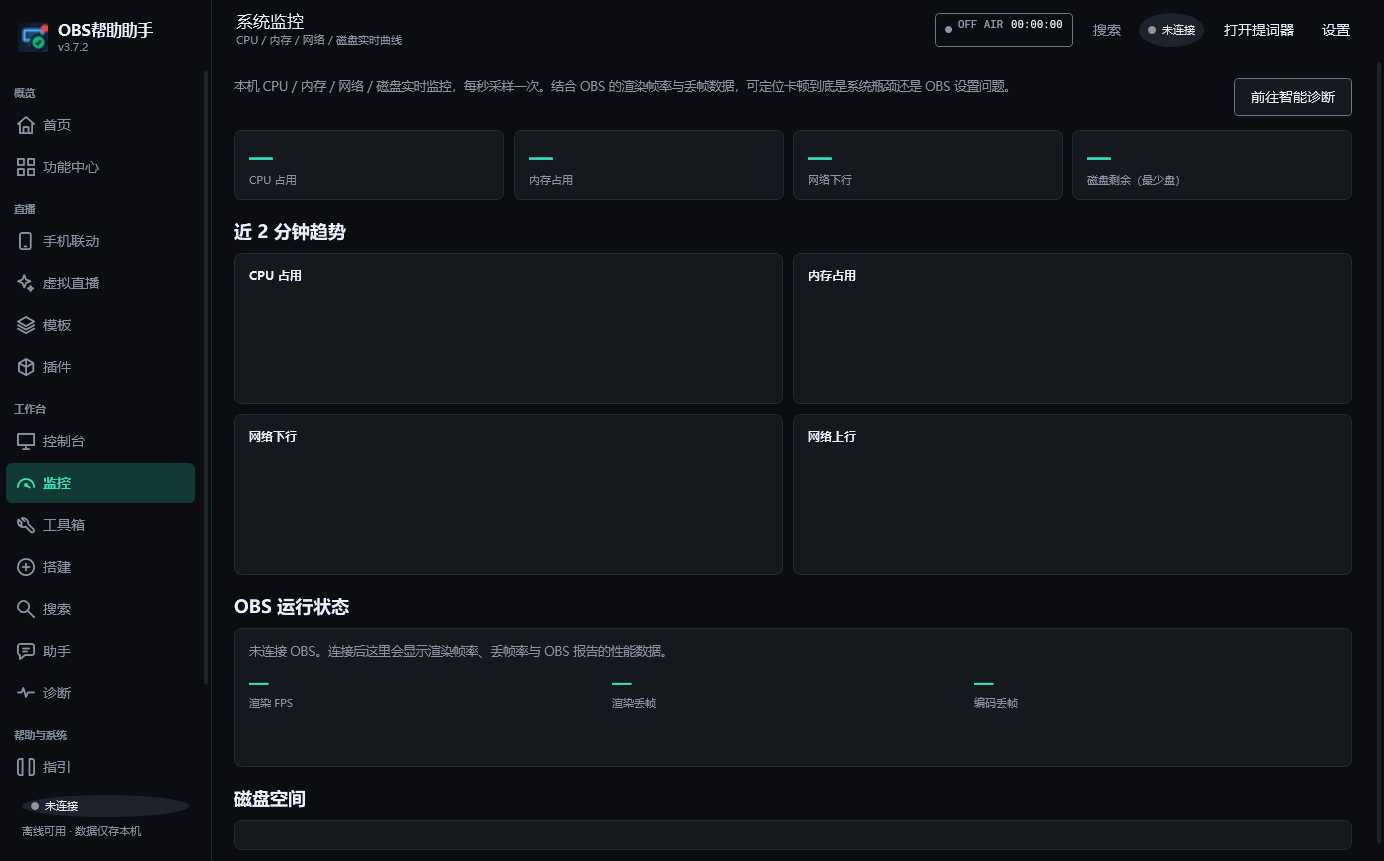 OBS帮助助手
v3.7.2
概览
首页
功能中心
直播
手机联动
虚拟直播
模板
插件
工作台
控制台
监控
工具箱
搭建
搜索
助手
诊断
帮助与系统
指引
未连接
离线可用 · 数据仅存本机
系统监控
CPU / 内存 / 网络 / 磁盘实时曲线
OFF AIR 00:00:00
搜索
未连接
打开提词器
设置
本机 CPU / 内存 / 网络 / 磁盘实时监控，每秒采样一次。结合 OBS 的渲染帧率与丢帧数据，可定位卡顿到底是系统瓶颈还是 OBS 设置问题。
前往智能诊断
—
CPU 占用
—
内存占用
—
网络下行
—
磁盘剩余（最少盘）
近 2 分钟趋势
CPU 占用
内存占用
网络下行
网络上行
OBS 运行状态
未连接 OBS。连接后这里会显示渲染帧率、丢帧率与 OBS 报告的性能数据。
—
渲染 FPS
—
渲染丢帧
—
编码丢帧
磁盘空间